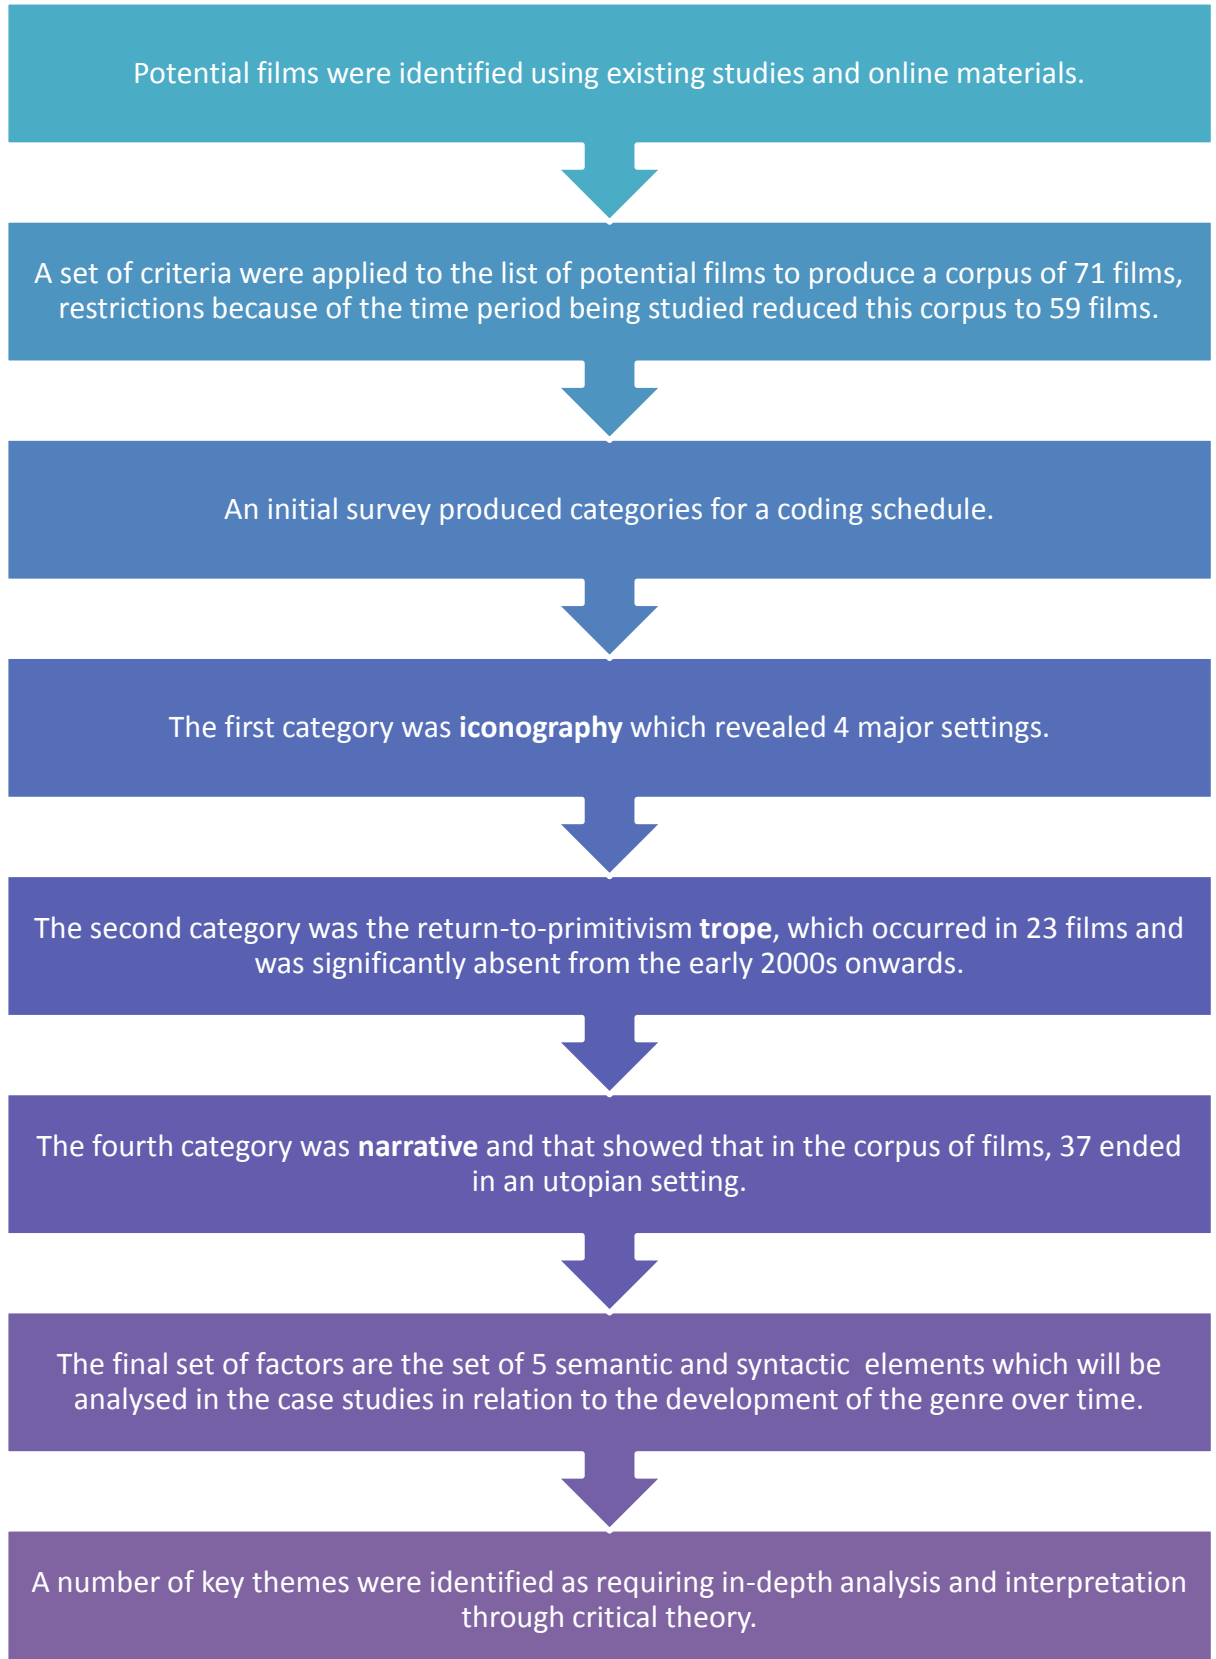 Potential films were identified using existing studies and online materials.
A set of criteria were applied to the list of potential films to produce a corpus of 71 films,
restrictions because of the time period being studied reduced this corpus to 59 films.
An initial survey produced categories for a coding schedule.
The first category was iconography which revealed 4 major settings.
The second category was the return-to-primitivism trope, which occurred in 23 films and
was significantly absent from the early 2000s onwards.
The fourth category was narrative and that showed that in the corpus of films, 37 ended
in an utopian setting.
The final set of factors are the set of 5 semantic and syntactic elements which will be
analysed in the case studies in relation to the development of the genre over time.
A number of key themes were identified as requiring in-depth analysis and interpretation
through critical theory.